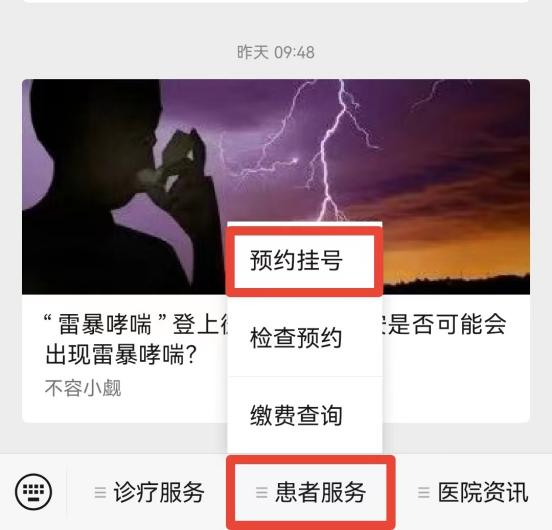 昨天 09:48
“雷暴哮喘”登上 是否可能会
出现雷暴哮喘？
不容小觑
预约挂号
检查预约
缴费查询
诊疗服务
患者服务
医院资讯